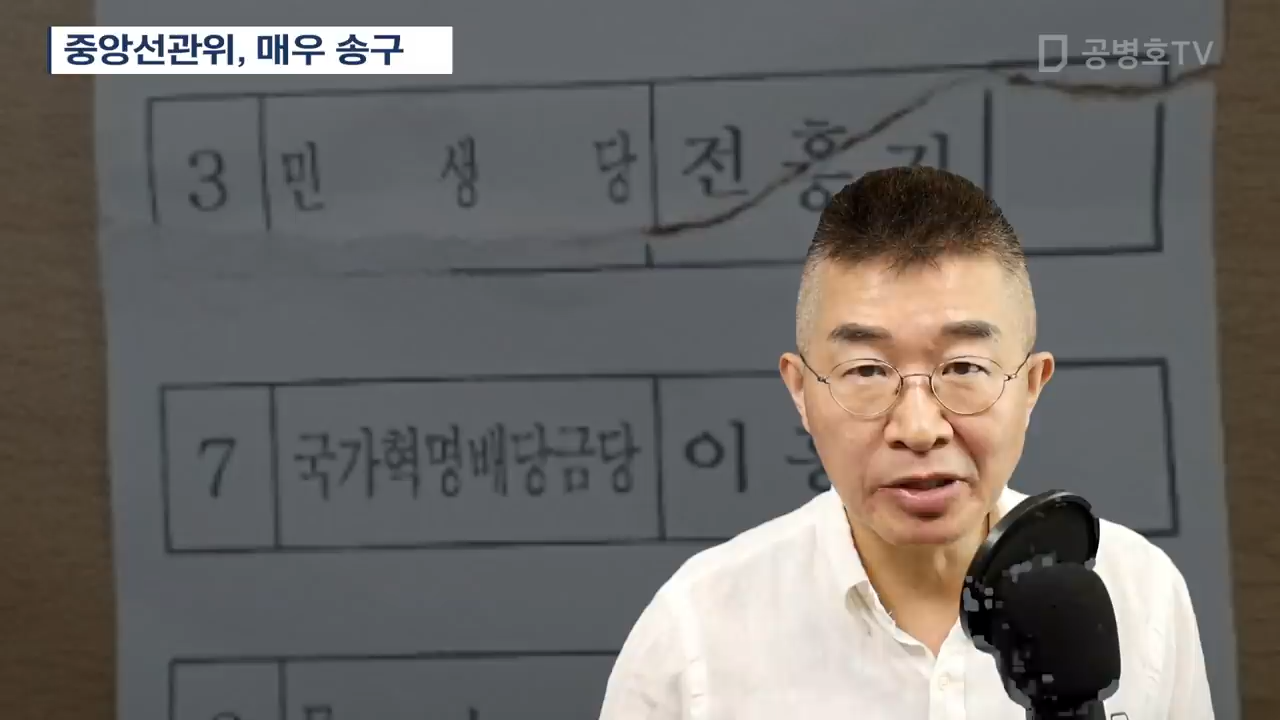 중앙선관위, 매우 송구
공병호TV
3 민 생 당 전 홍
7 국가혁명배당금당 이